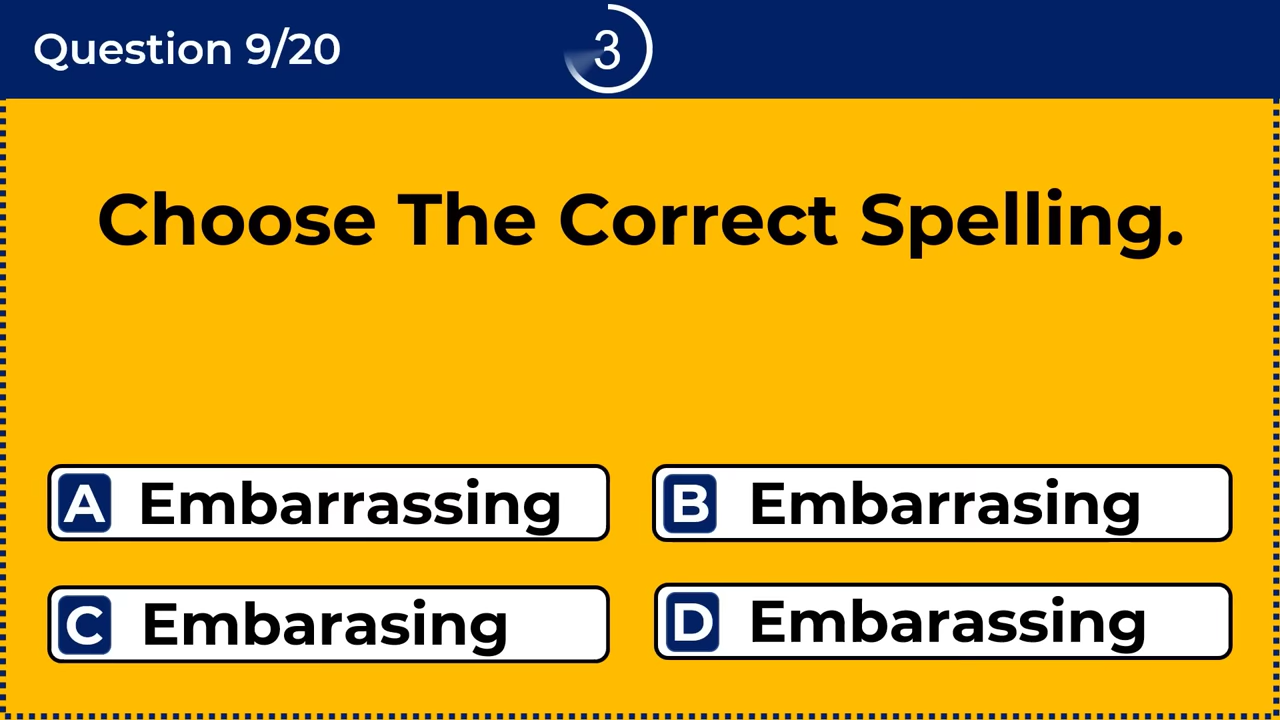 Question 9/20
3
Choose The Correct Spelling.
A Embarrassing
B Embarrasing
C Embarasing
D Embarassing